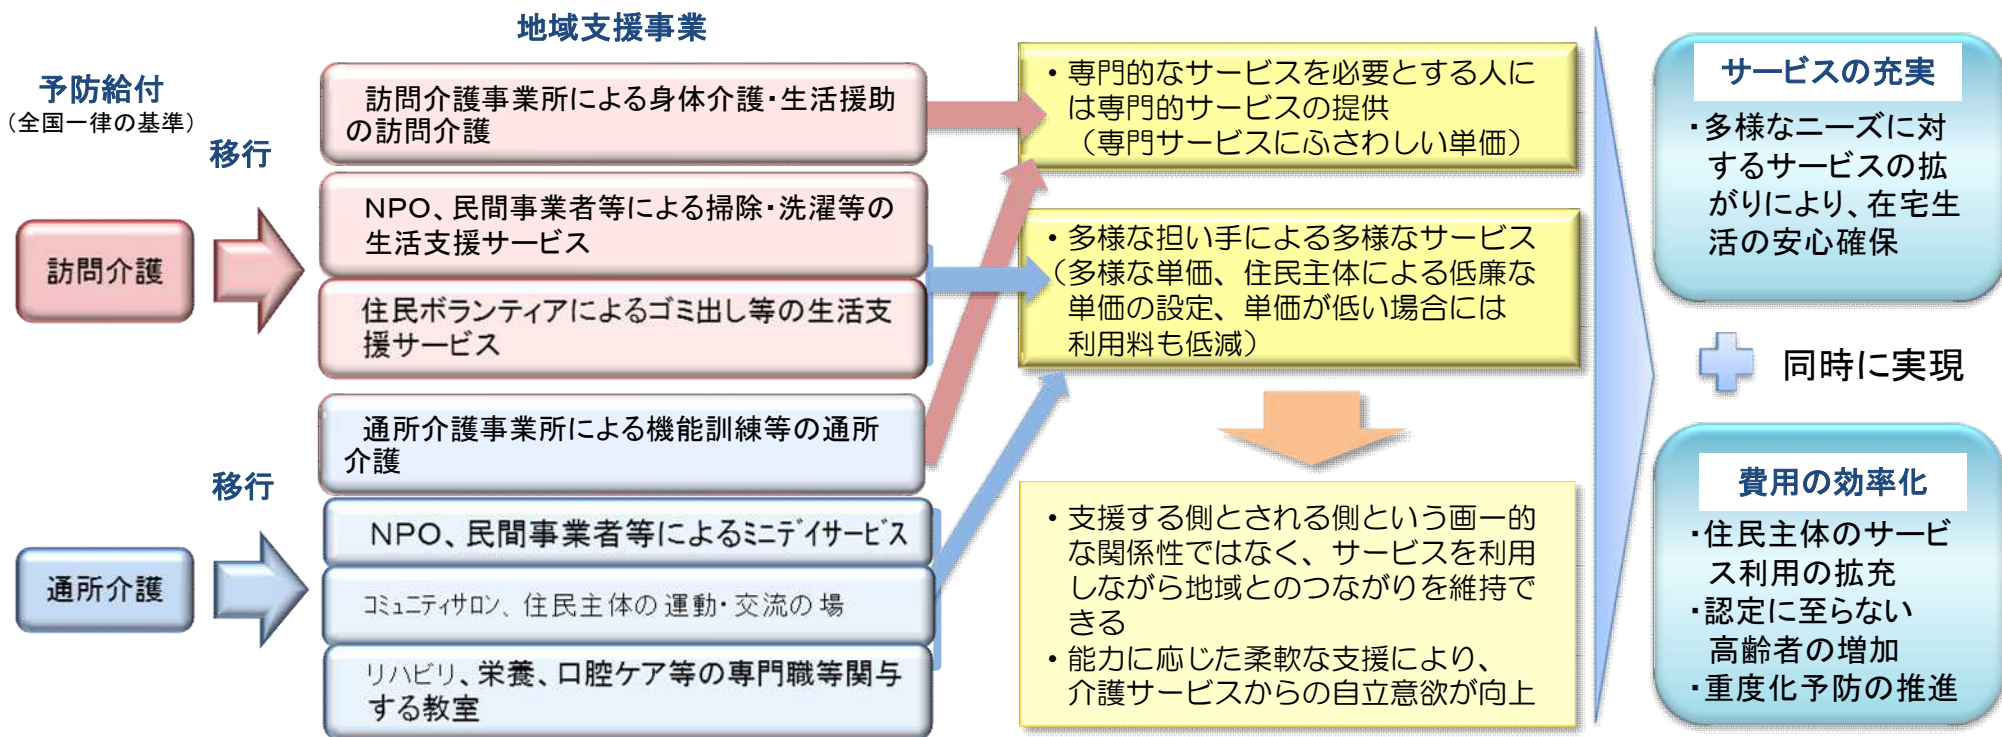 地域支援事業
予防給付
（全国一律の基準）
移行
訪問介護
移行
通所介護
訪問介護事業所による身体介護・生活援助
の訪問介護
NPO、民間事業者等による掃除・洗濯等の
生活支援サービス
住民ボランティアによるゴミ出し等の生活支
援サービス
通所介護事業所による機能訓練等の通所
介護
NPO、民間事業者等によるミニデイサービス
コミュニティサロン、住民主体の運動・交流の場
リハビリ、栄養、口腔ケア等の専門職等関与
する教室
・専門的なサービスを必要とする人に
は専門的サービスの提供
（専門サービスにふさわしい単価）
・多様な担い手による多様なサービス
（多様な単価、住民主体による低廉な
単価の設定、単価が低い場合には
利用料も低減）
・支援する側とされる側という画一的
な関係性ではなく、サービスを利用
しながら地域とのつながりを維持で
きる
・能力に応じた柔軟な支援により、
介護サービスからの自立意欲が向上
サービスの充実
・多様なニーズに対
するサービスの拡
がりにより、在宅生
活の安心確保
同時に実現
費用の効率化
・住民主体のサービ
ス利用の拡充
・認定に至らない
高齢者の増加
・重度化予防の推進